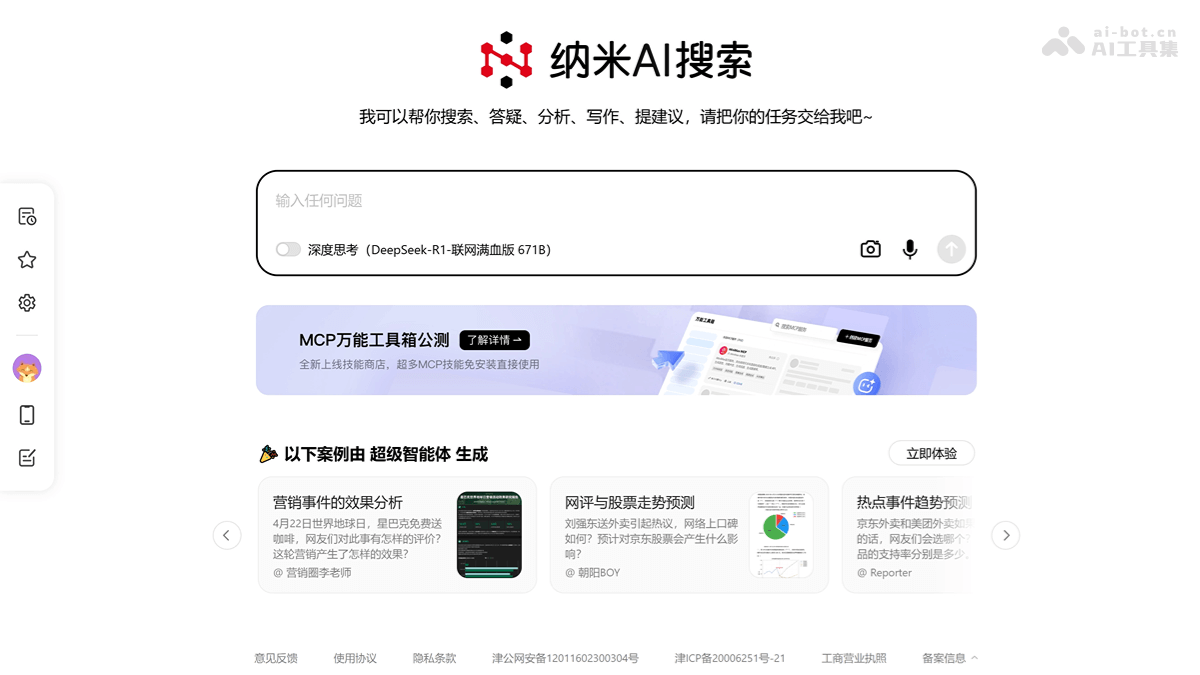 纳米AI搜索
ai-bot.cn
AI工具集
我可以帮你搜索、答疑、分析、写作、提建议，请把你的任务交给我吧~
输入任何问题
深度思考（DeepSeek-R1-联网满血版 671B）
MCP万能工具箱公测 了解详情
全新上线技能商店，超多MCP技能免安装直接使用
万能工具箱
以下案例由 超级智能体 生成
立即体验
营销事件的效果分析
4月22日世界地球日，星巴克免费送
咖啡，网友们对此事有怎样的评价？
这轮营销产生了怎样的效果？
@ 营销圈李老师
网评与股票走势预测
刘强东送外卖引起热议，网络上口碑
如何？预计对京东股票会产生什么影
响？
@ 朝阳BOY
热点事件趋势预测
京东外卖和美团外卖如果
的话，网友们会选哪个？
品的支持率分别是多少。
@ Reporter
意见反馈 使用协议 隐私条款 津公网安备12011602300304号 津ICP备20006251号-21 工商营业执照 备案信息